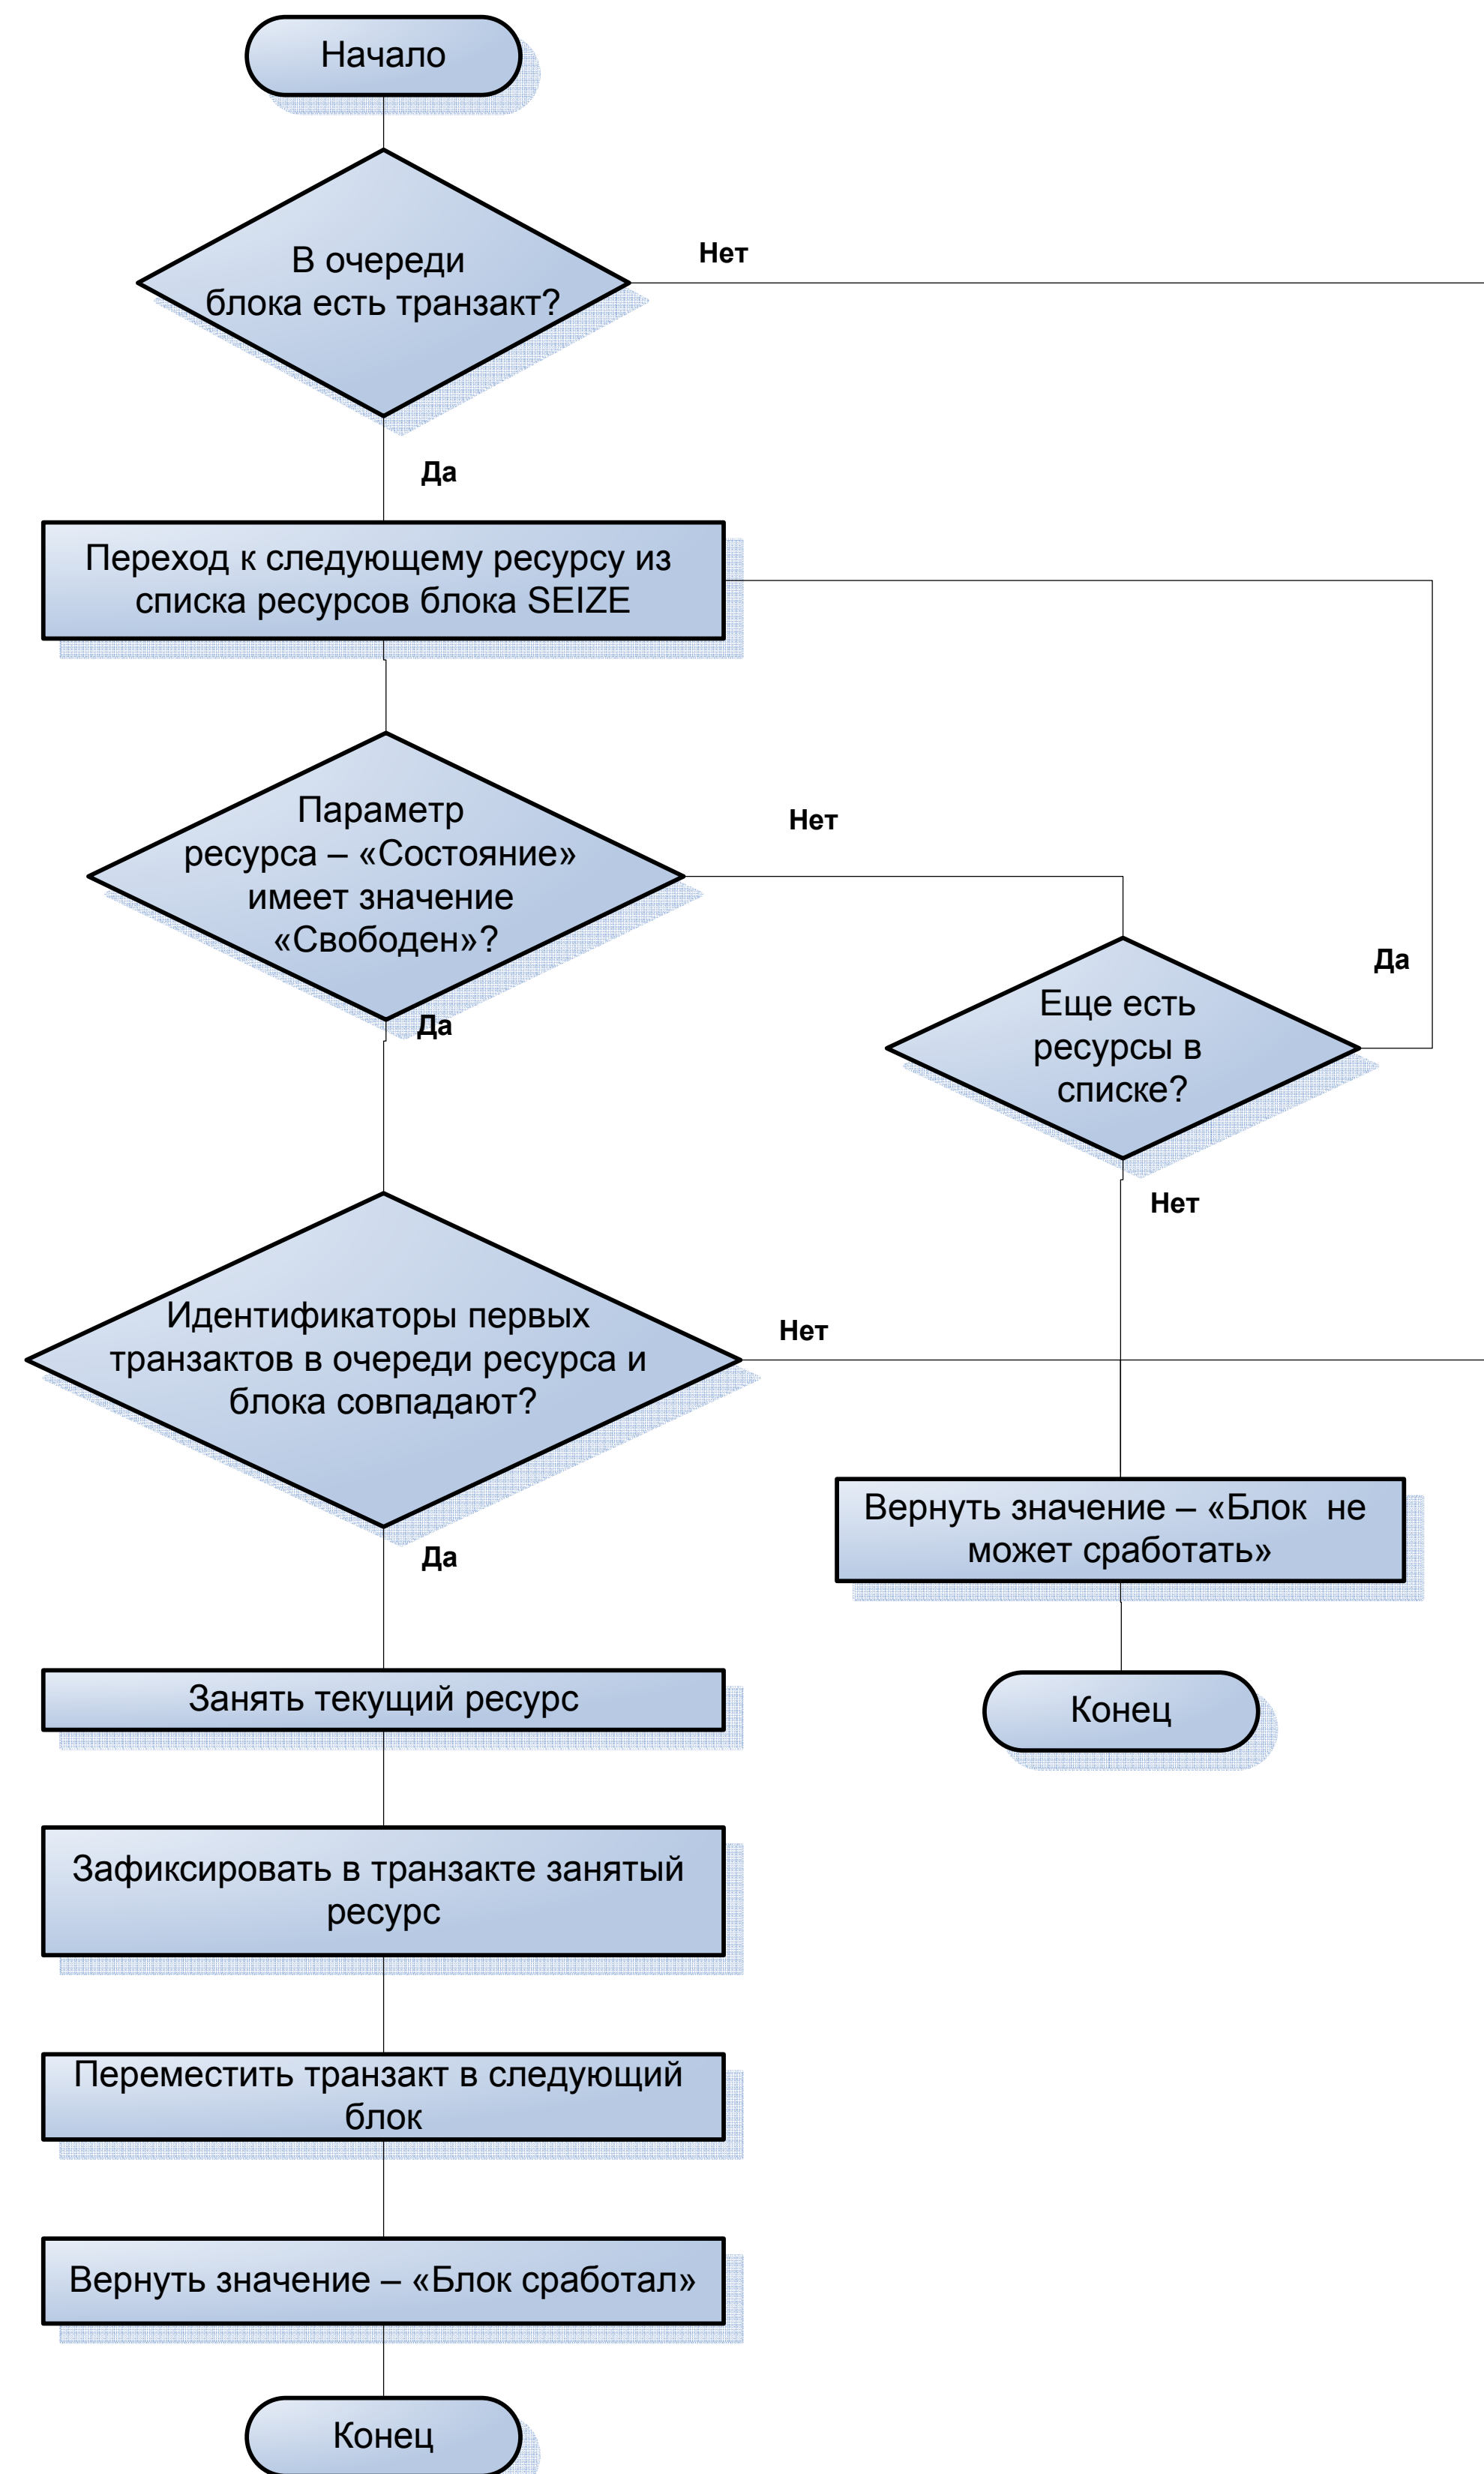 Начало
В очереди
блока есть транзакт?
Нет
Да
Переход к следующему ресурсу из
списка ресурсов блока SEIZE
Параметр
ресурса – «Состояние»
имеет значение
«Свободен»?
Нет
Да
Еще есть
ресурсы в
списке?
Да
Нет
Идентификаторы первых
транзактов в очереди ресурса и
блока совпадают?
Нет
Да
Вернуть значение – «Блок не
может сработать»
Конец
Занять текущий ресурс
Зафиксировать в транзакте занятый
ресурс
Переместить транзакт в следующий
блок
Вернуть значение – «Блок сработал»
Конец